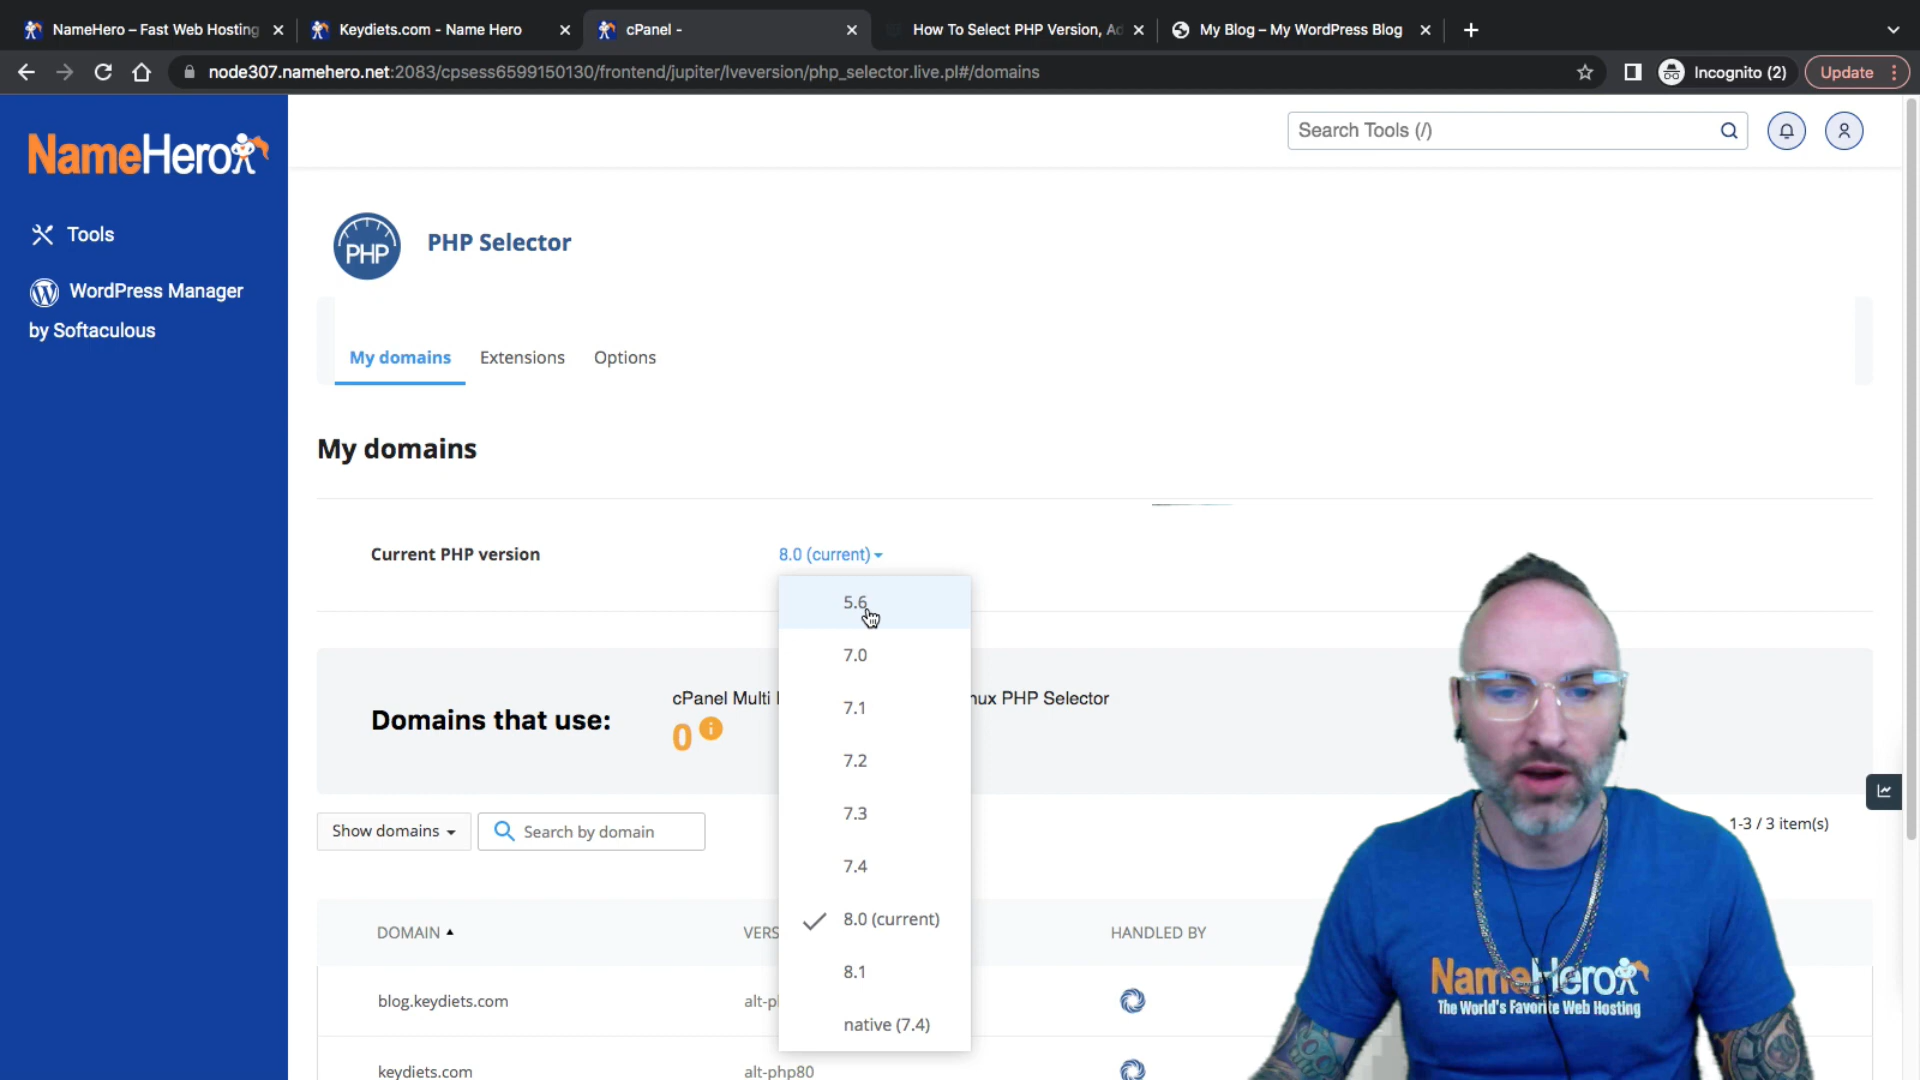 NameHero – Fast Web Hosting
Keydiets.com - Name Hero
cPanel -
How To Select PHP Version, Ad
My Blog – My WordPress Blog
node307.namehero.net:2083/cpsess6599150130/frontend/jupiter/lveversion/php_selector.live.pl#/domains
Incognito (2)
Update
NameHero
Search Tools (/)
Tools
WordPress Manager
by Softaculous
PHP
PHP Selector
My domains
Extensions
Options
My domains
Current PHP version
8.0 (current)
5.6
7.0
7.1
7.2
7.3
7.4
8.0 (current)
8.1
native (7.4)
Domains that use:
cPanel Multi
nux PHP Selector
0
Show domains
Search by domain
1-3 / 3 item(s)
DOMAIN
VERS
HANDLED BY
blog.keydiets.com
alt-p
keydiets.com
alt-php80
NameHero
The World's Favorite Web Hosting